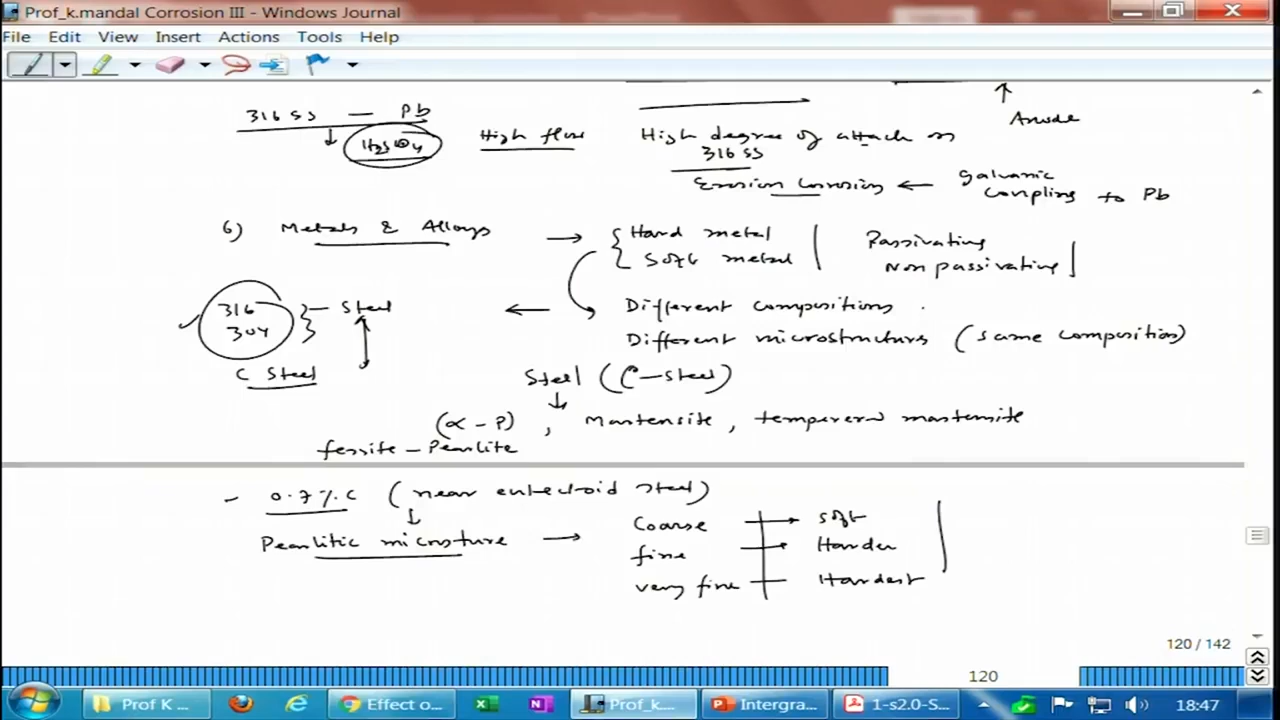 Prof_k.mandal Corrosion III - Windows Journal
File Edit View Insert Actions Tools Help
316 SS — Pb
H2SO4
High flow
High degree of attack on
316 SS
Anode
Erosion Corrosion ← Galvanic
Coupling to Pb
6) Metals & Alloys → Hard metal
Soft metal
Passivating
Non passivating
316
304
— Steel ← Different compositions
Different microstructures (same composition)
C Steel
Steel (C-Steel)
(α - P) , Martensite , tempered martensite
ferrite - Pearlite
- 0.7 % C (near eutectoid steel)
Pearlitic micrsture → Coarse → soft
fine → Harder
very fine — Hardest
120 / 142
120
Prof K ...
Effect o...
Prof_k....
Intergra...
1-s2.0-S...
18:47